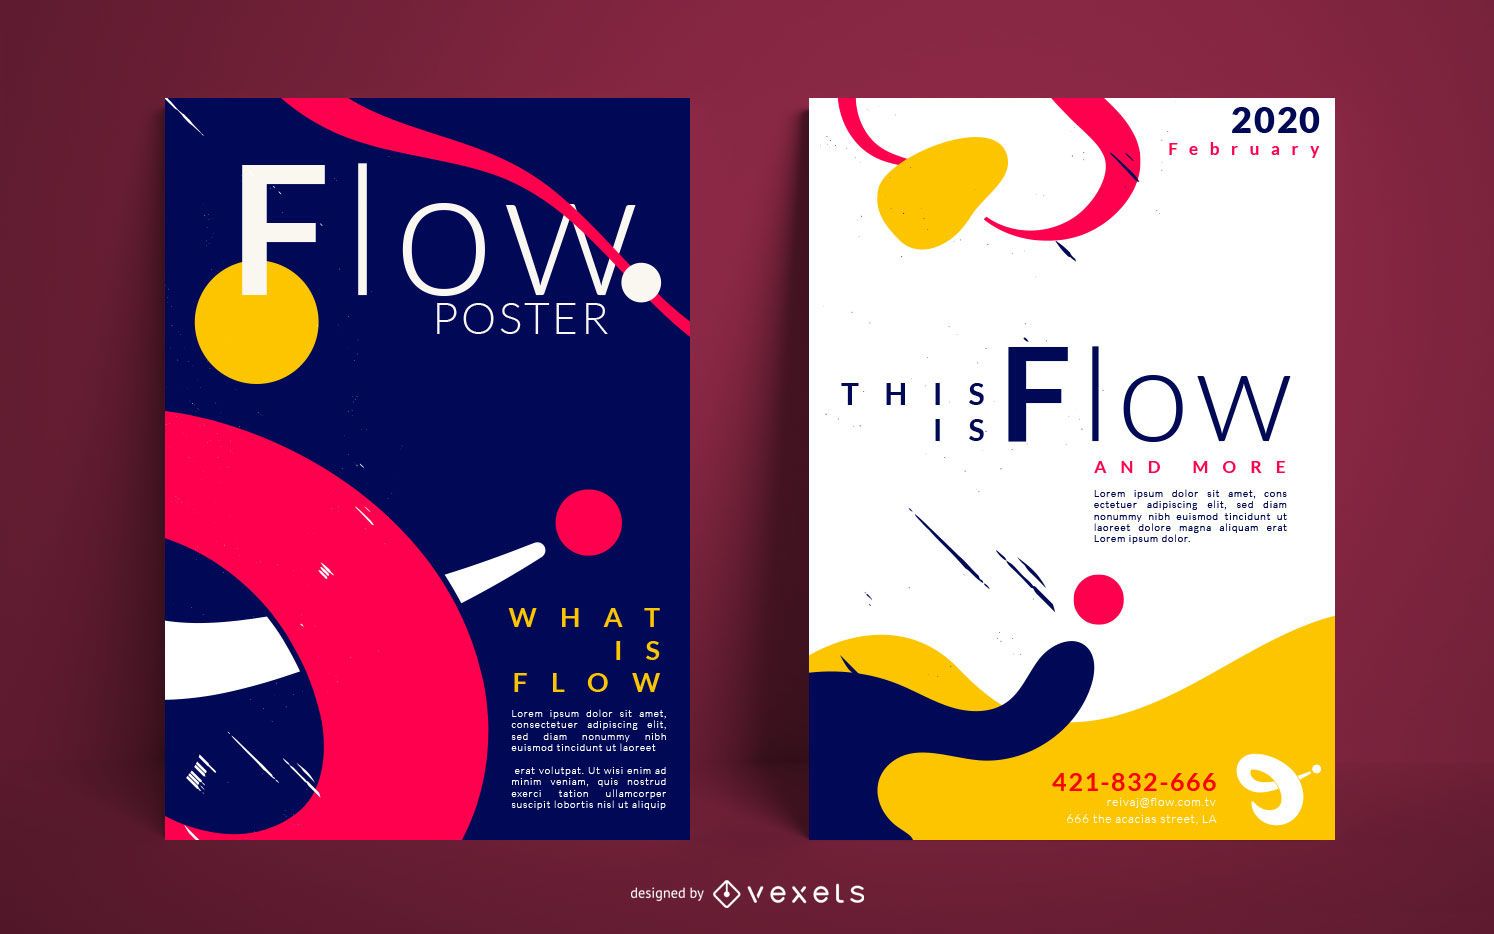 Flow
POSTER
WHAT
IS
FLOW
Lorem ipsum dolor sit amet,
consectetuer adipiscing elit,
sed diam nonummy nibh
euismod tincidunt ut laoreet
erat volutpat. Ut wisi enim ad
minim veniam, quis nostrud
exerci tation ullamcorper
suscipit lobortis nisl ut aliquip
2020
February
THIS
IS
Flow
AND MORE
Lorem ipsum dolor sit amet, cons
ectetuer adipiscing elit, sed diam
nonummy nibh euismod tincidunt ut
laoreet dolore magna aliquam erat
Lorem ipsum dolor.
421-832-666
reivaj@flow.com.tv
666 the acacias street, LA
designed by vexels